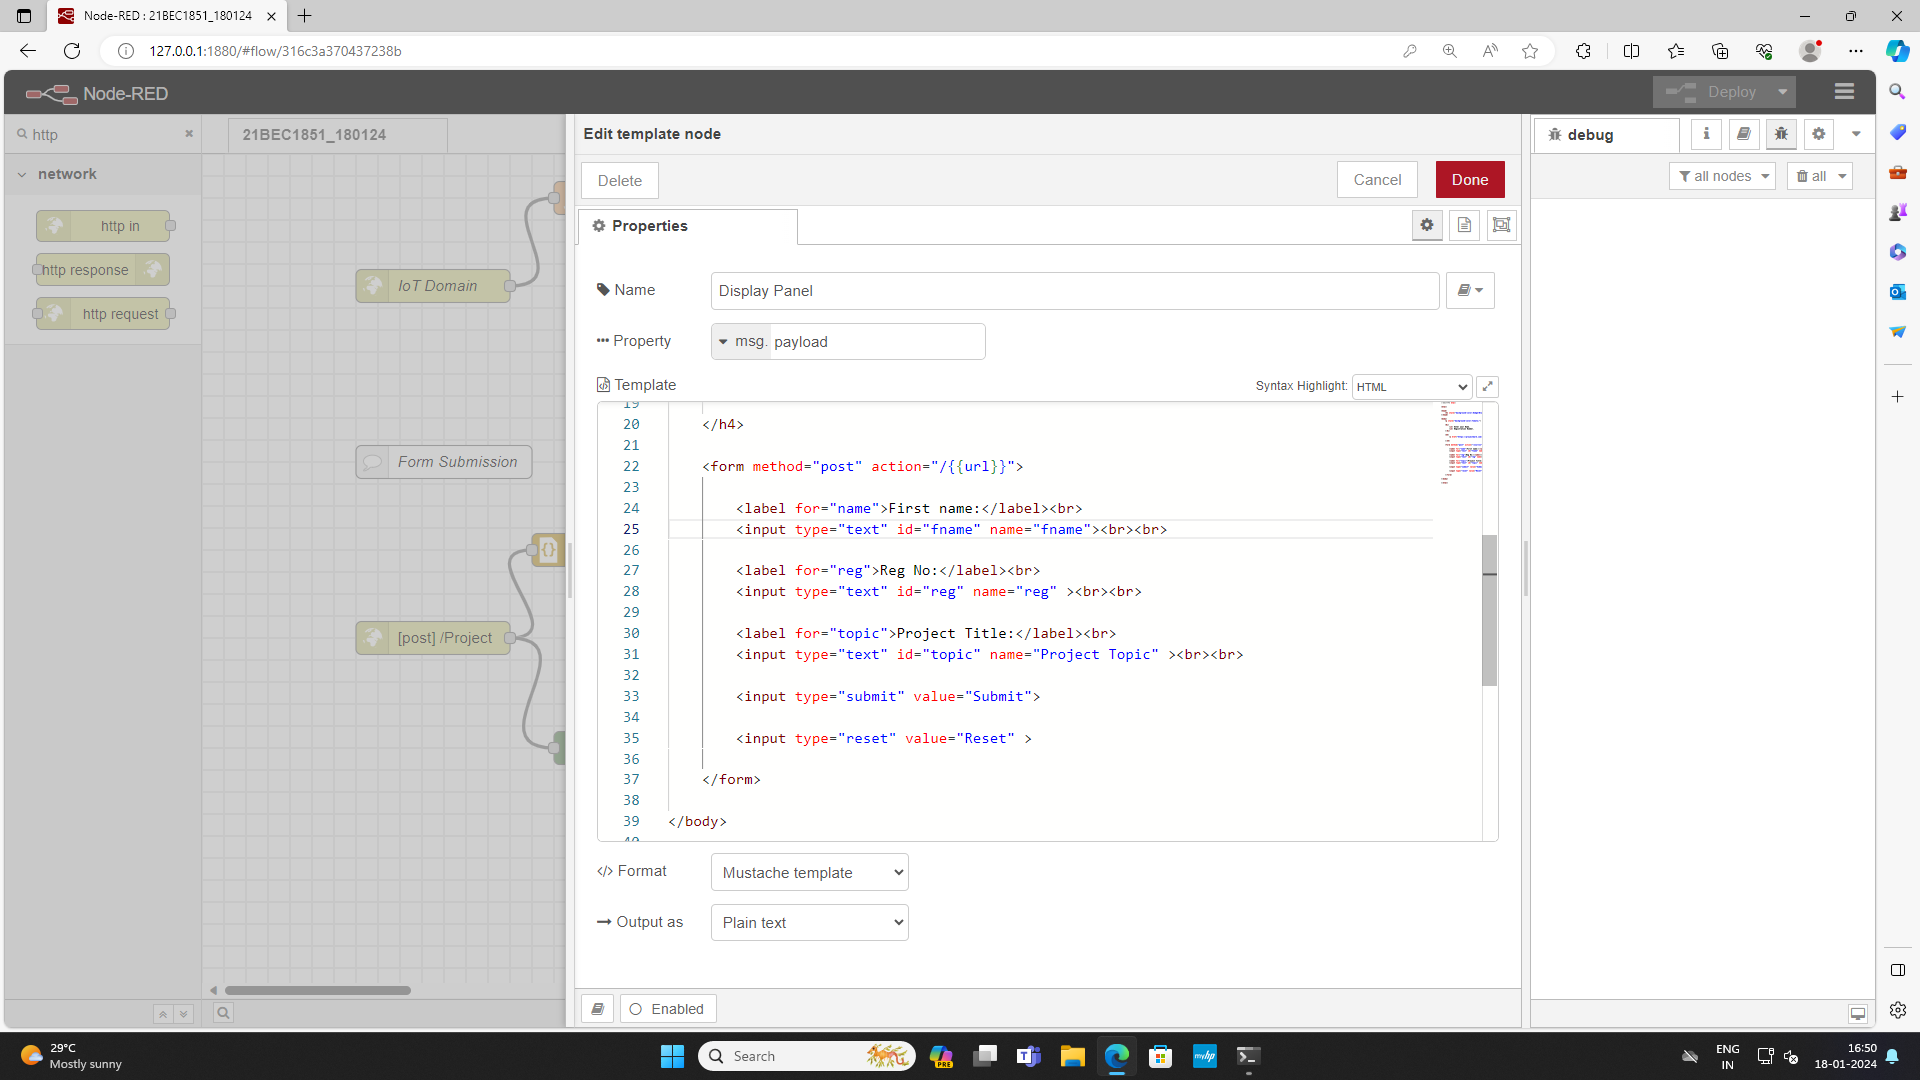 Node-RED : 21BEC1851_180124
127.0.0.1:1880/#flow/316c3a370437238b
Node-RED
Deploy
http
21BEC1851_180124
Edit template node
debug
network
Delete
Cancel
Done
all nodes
all
http in
Properties
http response
IoT Domain
Name
Display Panel
http request
Property
msg.
payload
Template
Syntax Highlight:
HTML
19
20 </h4>
21
22 <form method="post" action="/{{url}}">
23
24 <label for="name">First name:</label><br>
25 <input type="text" id="fname" name="fname"><br><br>
26
27 <label for="reg">Reg No:</label><br>
28 <input type="text" id="reg" name="reg" ><br><br>
29
30 <label for="topic">Project Title:</label><br>
31 <input type="text" id="topic" name="Project Topic" ><br><br>
32
33 <input type="submit" value="Submit">
34
35 <input type="reset" value="Reset" >
36
37 </form>
38
39 </body>
40
Form Submission
[post] /Project
</> Format
Mustache template
Output as
Plain text
Enabled
29°C
Mostly sunny
Search
PRE
myhp
ENG
IN
16:50
18-01-2024